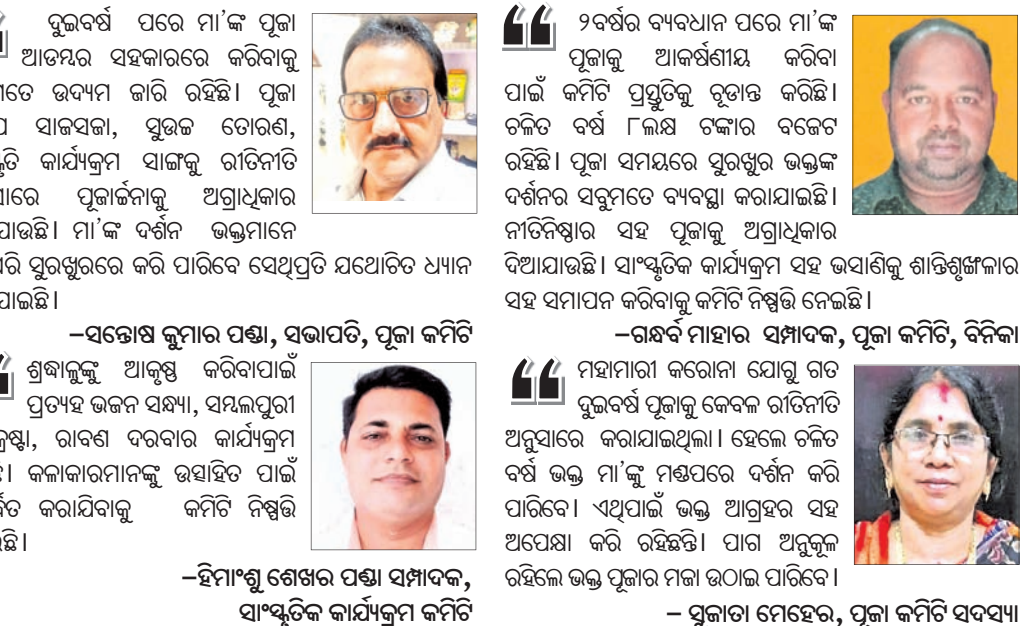 ଦୁଇବର୍ଷ ପରେ ମା'ଙ୍କ ପୂଜା
ଆଡମ୍ୱର ସହକାରରେ କରିବାକୁ
ଉଦ୍ୟମ ଜାରି ରହିଛି। ପୂଜା
ସାଜସଜା, ସୁଉଚ୍ଚ ତୋରଣ,
କାର୍ଯ୍ୟକ୍ରମ ସାଙ୍ଗକୁ ରୀତିନୀତି
ପୂଜାର୍ଚ୍ଚନାକୁ ଅଗ୍ରାଧିକାର
ମା'ଙ୍କ ଦର୍ଶନ ଭକ୍ତମାନେ
ସୁରଖୁରରେ କରି ପାରିବେ ସେଥିପ୍ରତି ଯଥୋଚିତ ଧ୍ୟାନ
–ସନ୍ତୋଷ କୁମାର ପଣ୍ଡା, ସଭାପତି, ପୂଜା କମିଟି
ଶ୍ରଦ୍ଧାଳୁଙ୍କୁ ଆକୃଷ୍ଣ କରିବାପାଇଁ
ପ୍ରତ୍ୟହ ଭଜନ ସନ୍ଧ୍ୟା, ସମ୍ୱଲପୁରୀ
ରାବଣ ଦରବାର କାର୍ଯ୍ୟକ୍ରମ
କଳାକାରମାନଙ୍କୁ ଉତ୍ସାହିତ ପାଇଁ
କରାଯିବାକୁ କମିଟି ନିଷ୍ପତ୍ତି
–ହିମାଂଶୁ ଶେଖର ପଣ୍ଡା ସମ୍ପାଦକ,
ସାଂସ୍କୃତିକ କାର୍ଯ୍ୟକ୍ରମ କମିଟି
୨ବର୍ଷର ବ୍ୟବଧାନ ପରେ ମା'ଙ୍କ
ପୂଜାକୁ ଆକର୍ଷଣୀୟ କରିବା
ପାଇଁ କମିଟି ପ୍ରସ୍ତୁତିକୁ ଚୂଡାନ୍ତ କରିଛି।
ଚଳିତ ବର୍ଷ ୮ଲକ୍ଷ ଟଙ୍କାର ବଜେଟ
ରହିଛି। ପୂଜା ସମୟରେ ସୁରଖୁର ଭକ୍ତଙ୍କ
ଦର୍ଶନର ସବୁମତେ ବ୍ୟବସ୍ଥା କରାଯାଇଛି।
ନୀତିନିଷ୍ଠାର ସହ ପୂଜାକୁ ଅଗ୍ରାଧିକାର
ଦିଆଯାଉଛି। ସାଂସ୍କୃତିକ କାର୍ଯ୍ୟକ୍ରମ ସହ ଭସାଣିକୁ ଶାନ୍ତିଶୃଙ୍ଖଳାର
ସହ ସମାପନ କରିବାକୁ କମିଟି ନିଷ୍ପତ୍ତି ନେଇଛି।
–ଗନ୍ଧର୍ବ ମାହାର ସମ୍ପାଦକ, ପୂଜା କମିଟି, ବିନିକା
ମହାମାରୀ କରୋନା ଯୋଗୁ ଗତ
ଦୁଇବର୍ଷ ପୂଜାକୁ କେବଳ ରୀତିନୀତି
ଅନୁସାରେ କରାଯାଇଥିଲା। ହେଲେ ଚଳିତ
ବର୍ଷ ଭକ୍ତ ମା'ଙ୍କୁ ମଣ୍ଡପରେ ଦର୍ଶନ କରି
ପାରିବେ। ଏଥିପାଇଁ ଭକ୍ତ ଆଗ୍ରହର ସହ
ଅପେକ୍ଷା କରି ରହିଛନ୍ତି। ପାଗ ଅନୁକୂଳ
ରହିଲେ ଭକ୍ତ ପୂଜାର ମଜା ଉଠାଇ ପାରିବେ।
– ସୁଜାତା ମେହେର, ପୂଜା କମିଟି ସଦସ୍ୟା